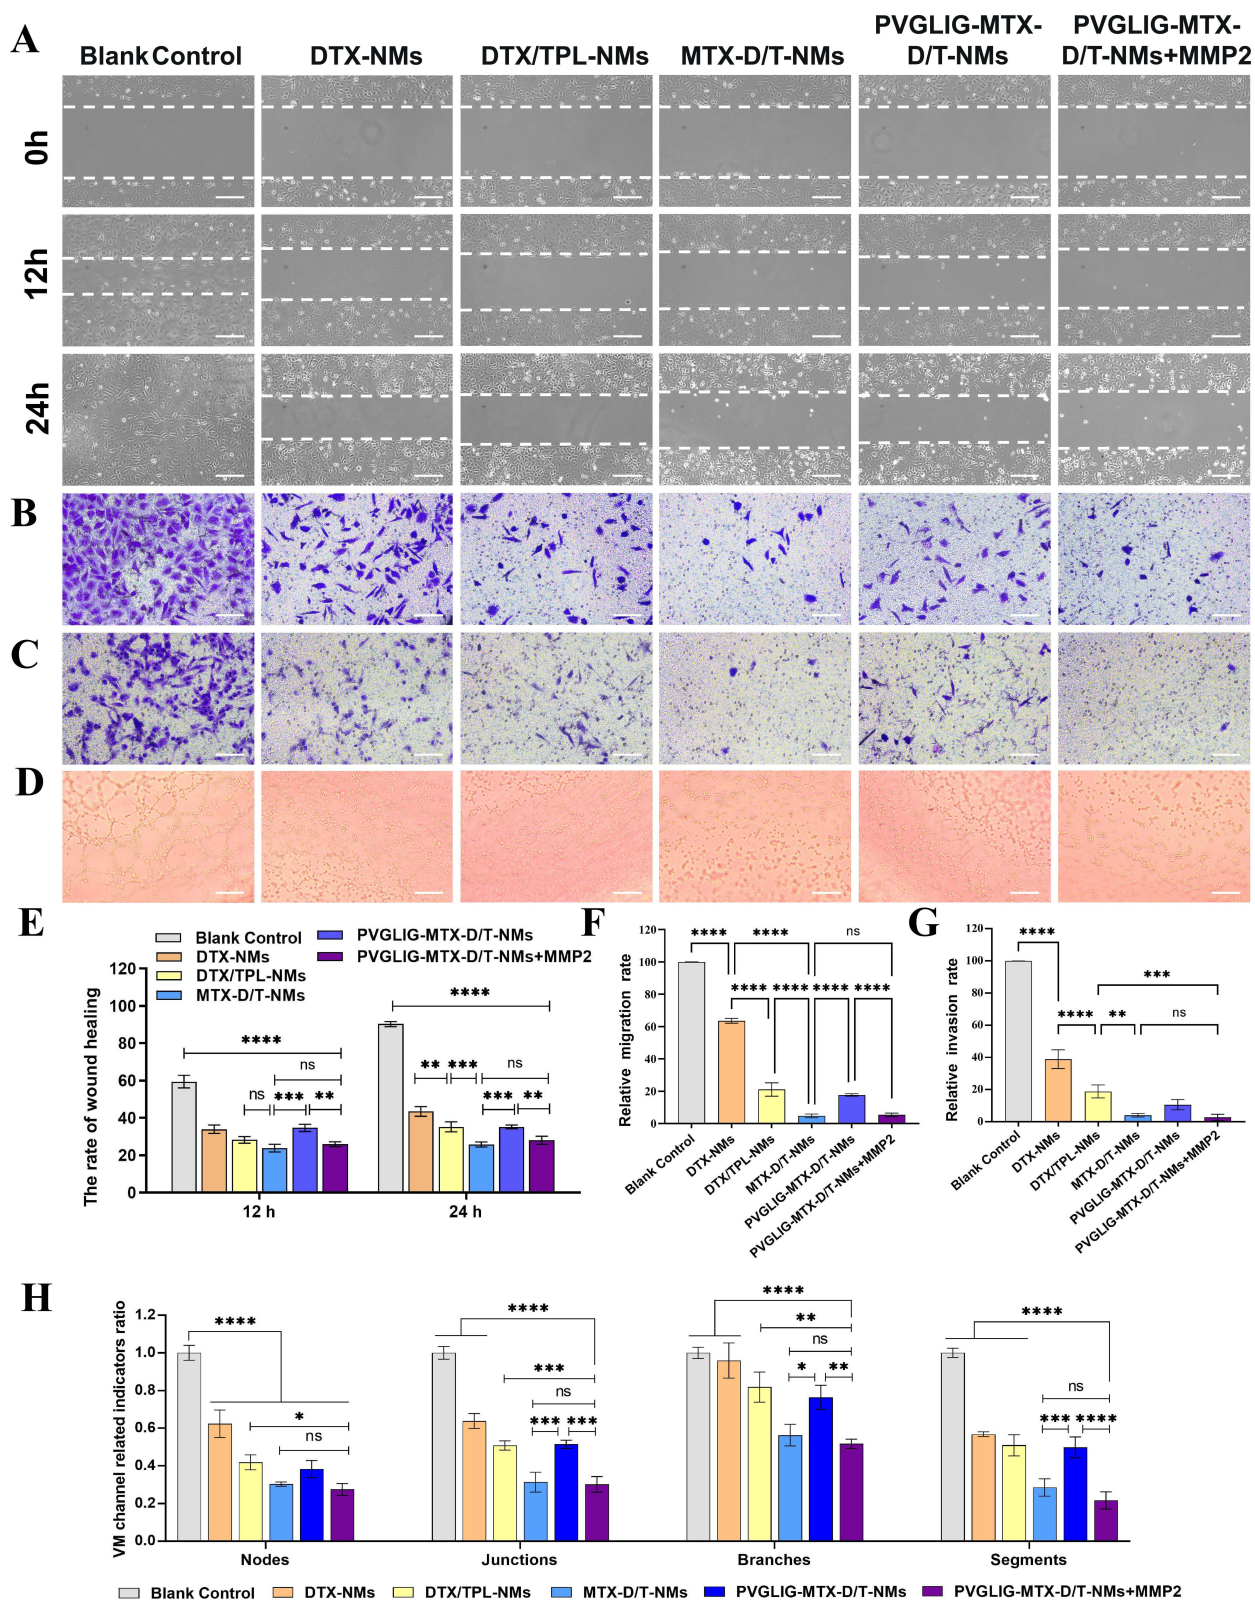 A
Blank Control
DTX-NMs
DTX/TPL-NMs
MTX-D/T-NMs
PVGLIG-MTX-
D/T-NMs
PVGLIG-MTX-
D/T-NMs+MMP2
0h
12h
24h
B
C
D
E
Blank Control
DTX-NMs
DTX/TPL-NMs
MTX-D/T-NMs
PVGLIG-MTX-D/T-NMs
PVGLIG-MTX-D/T-NMs+MMP2
The rate of wound healing
120
100
80
60
40
20
0
****
ns
ns
***
**
****
**
***
ns
***
**
12 h
24 h
F
Relative migration rate
120
100
80
60
40
20
0
****
****
ns
****
****
****
****
Blank Control
DTX-NMs
DTX/TPL-NMs
MTX-D/T-NMs
PVGLIG-MTX-D/T-NMs
PVGLIG-MTX-D/T-NMs+MMP2
G
Relative invasion rate
120
100
80
60
40
20
0
****
***
****
**
ns
Blank Control
DTX-NMs
DTX/TPL-NMs
MTX-D/T-NMs
PVGLIG-MTX-D/T-NMs
PVGLIG-MTX-D/T-NMs+MMP2
H
VM channel related indicators ratio
1.2
1.0
0.8
0.6
0.4
0.2
0.0
****
*
ns
****
***
ns
***
***
****
**
ns
*
**
****
ns
***
****
Nodes
Junctions
Branches
Segments
Blank Control
DTX-NMs
DTX/TPL-NMs
MTX-D/T-NMs
PVGLIG-MTX-D/T-NMs
PVGLIG-MTX-D/T-NMs+MMP2